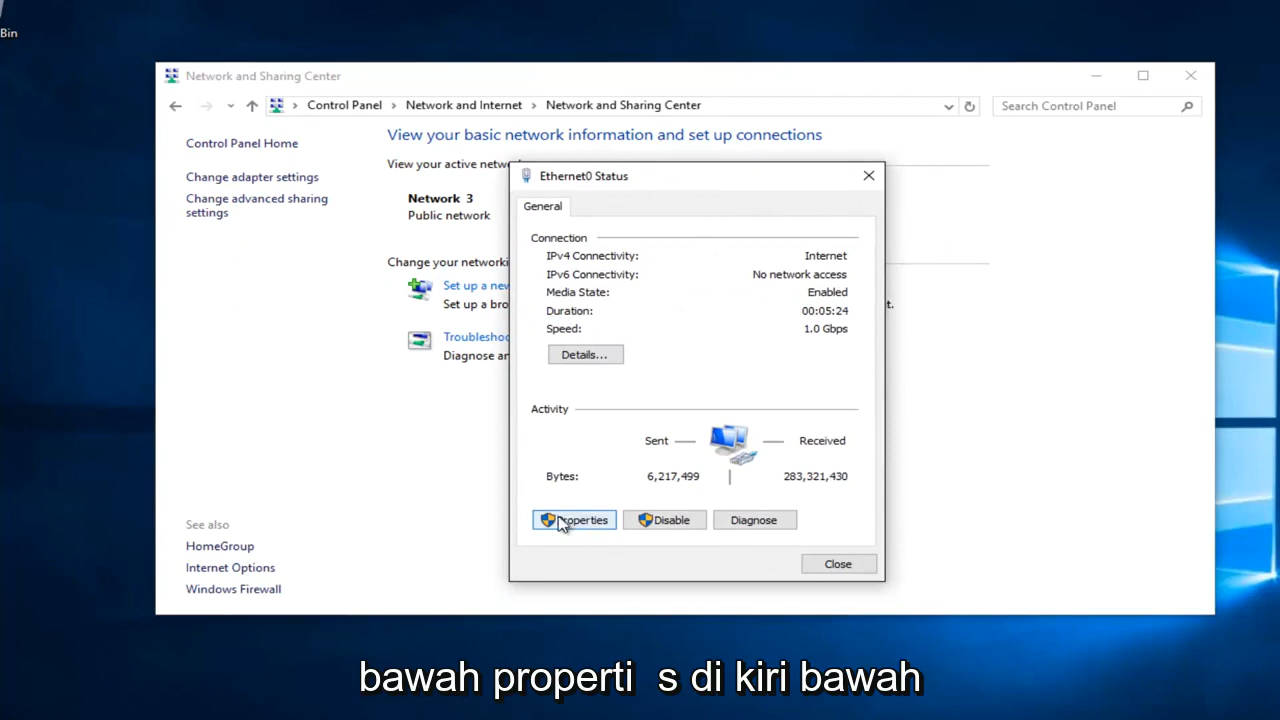 Bin
Network and Sharing Center
Control Panel
Network and Internet
Network and Sharing Center
Search Control Panel
Control Panel Home
Change adapter settings
Change advanced sharing
settings
View your basic network information and set up connections
View your active netwo
Network 3
Public network
Change your networki
Set up a new
Set up a bro
t.
Troubleshoo
Diagnose an
Ethernet0 Status
General
Connection
IPv4 Connectivity: Internet
IPv6 Connectivity: No network access
Media State: Enabled
Duration: 00:05:24
Speed: 1.0 Gbps
Details...
Activity
Sent Received
Bytes: 6,217,499 283,321,430
Properties Disable Diagnose
Close
See also
HomeGroup
Internet Options
Windows Firewall
bawah properti s di kiri bawah